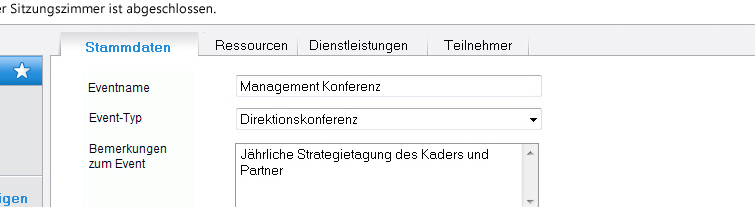 er Sitzungszimmer ist abgeschlossen.
Stammdaten Ressourcen Dienstleistungen Teilnehmer
Eventname Management Konferenz
Event-Typ Direktionskonferenz
Bemerkungen
zum Event
Jährliche Strategietagung des Kaders und
Partner
igen